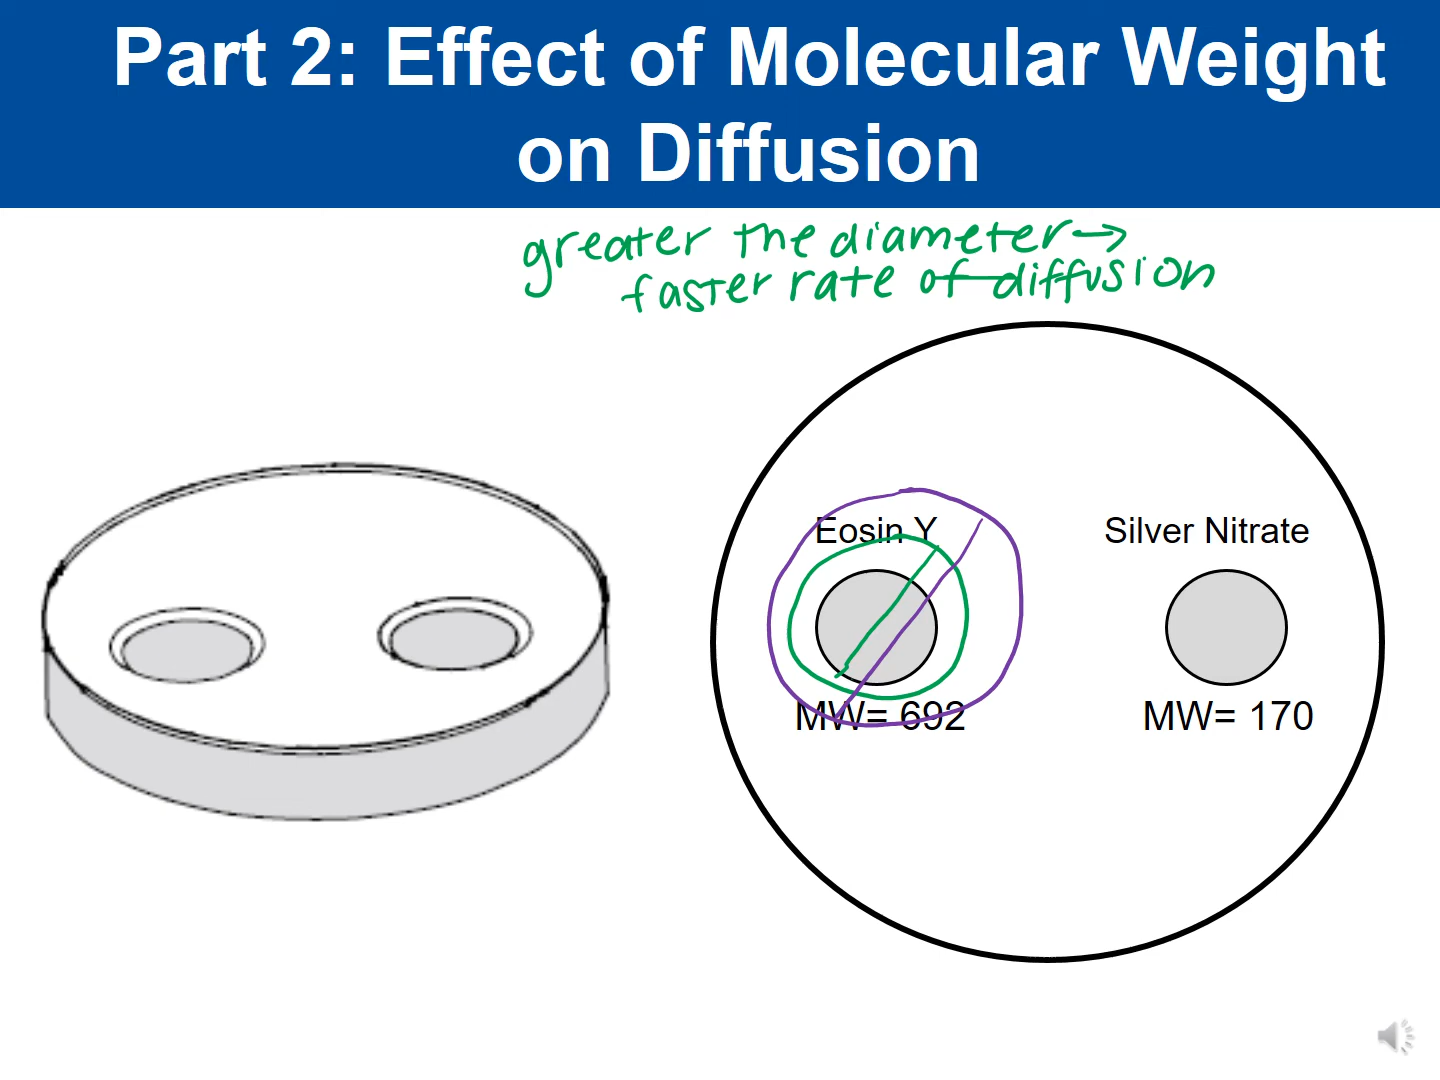 Part 2: Effect of Molecular Weight
on Diffusion
greater the diameter→
faster rate of diffusion
Eosin Y
Silver Nitrate
MW= 692
MW= 170